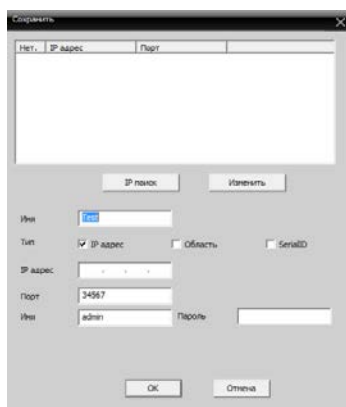 Сохранить
Нет. IP адрес Порт
IP поиск Изменить
Имя Test
Тип IP адрес Область SerialID
IP адрес . . .
Порт 34567
Имя admin Пароль
OK Отмена